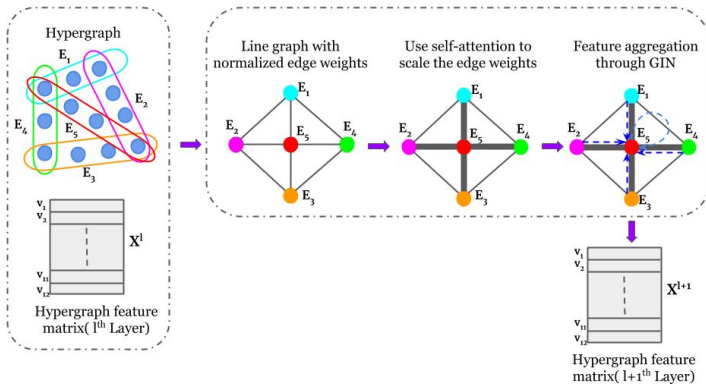 Hypergraph
E₁
E₂
E₄
E₅
E₃
v₁
v₂
Xˡ
v₁₁
v₁₂
Hypergraph feature
matrix( lᵗʰ Layer)
Line graph with
normalized edge weights
E₁
E₂
E₅
E₄
E₃
Use self-attention to
scale the edge weights
E₁
E₂
E₅
E₄
E₃
Feature aggregation
through GIN
E₁
E₂
E₅
E₄
E₃
v₁
v₂
Xˡ⁺¹
v₁₁
v₁₂
Hypergraph feature
matrix( l+1ᵗʰ Layer)